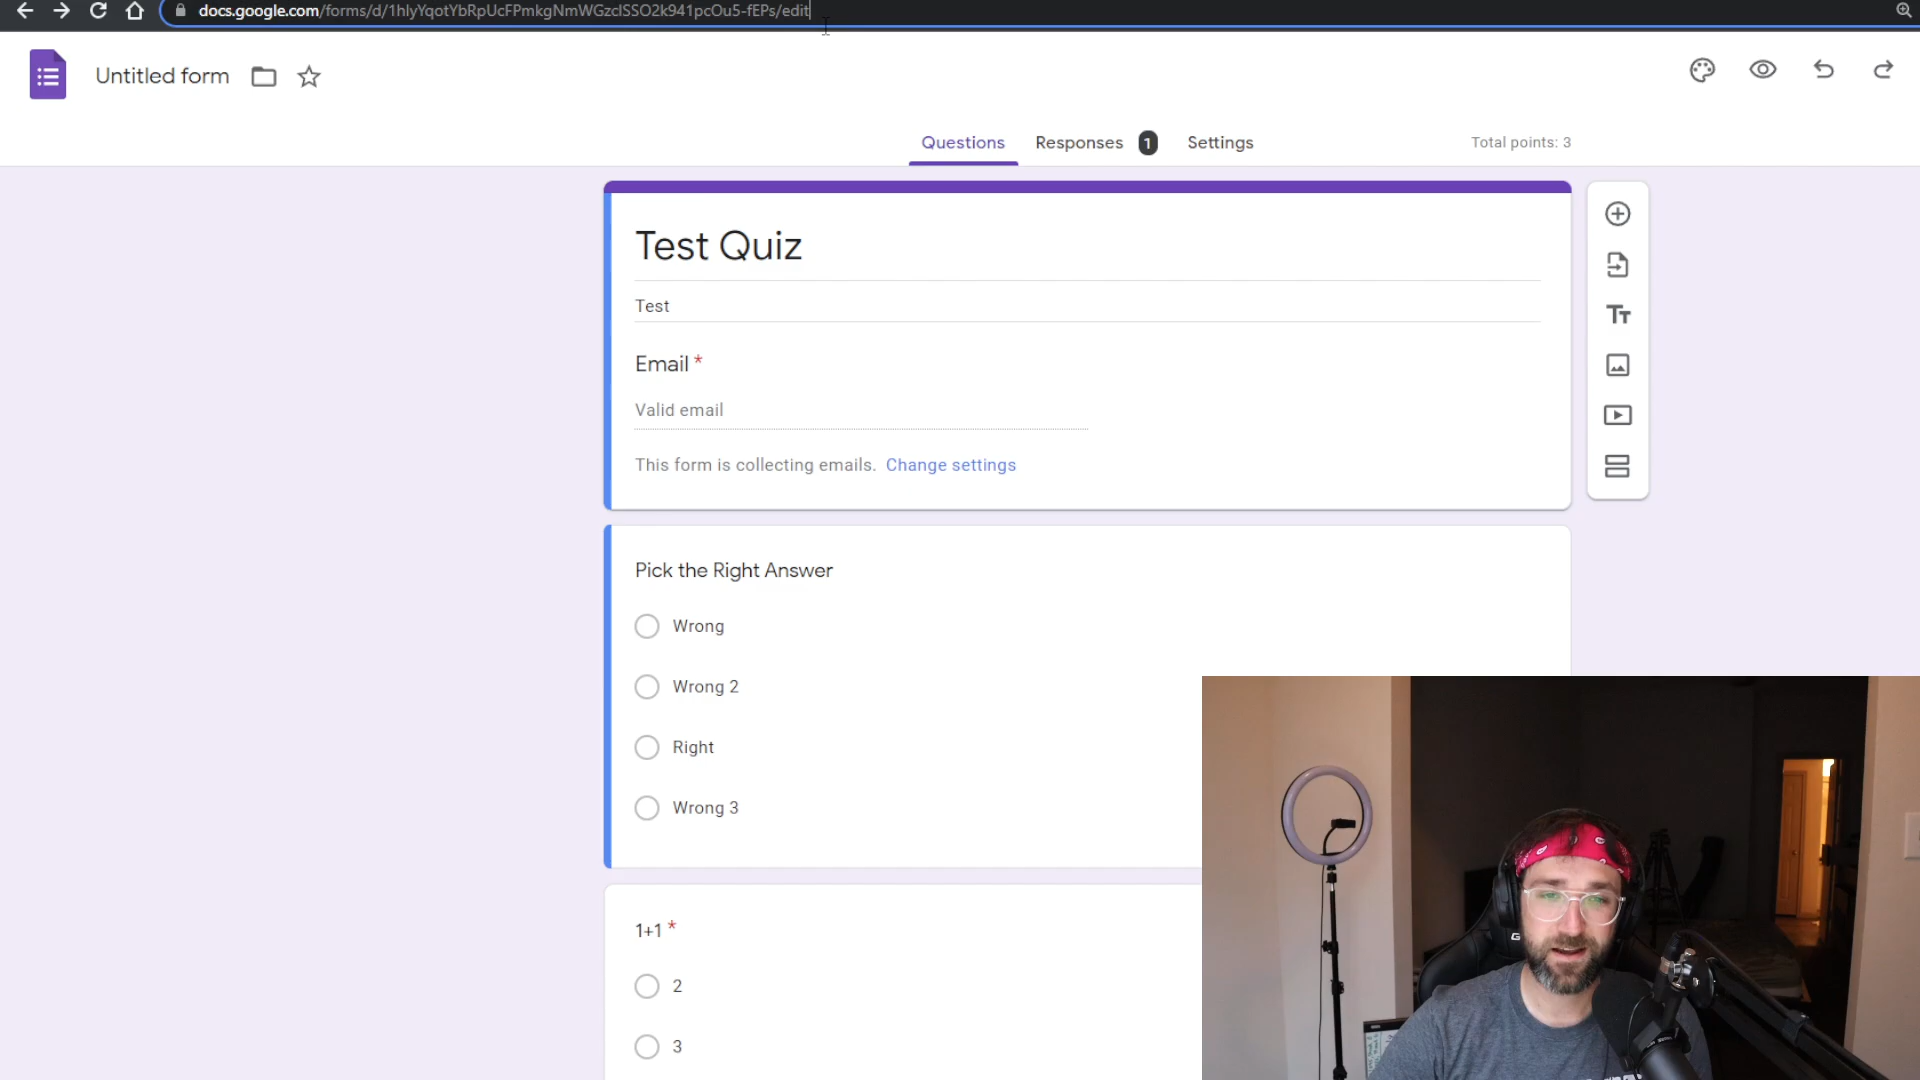 docs.google.com/forms/d/1hlyYqotYbRpUcFPmkgNmWGzclSSO2k941pcOu5-fEPs/edit
Untitled form
Questions
Responses 1
Settings
Total points: 3
Test Quiz
Test
Email *
Valid email
This form is collecting emails. Change settings
Pick the Right Answer
Wrong
Wrong 2
Right
Wrong 3
1+1 *
2
3